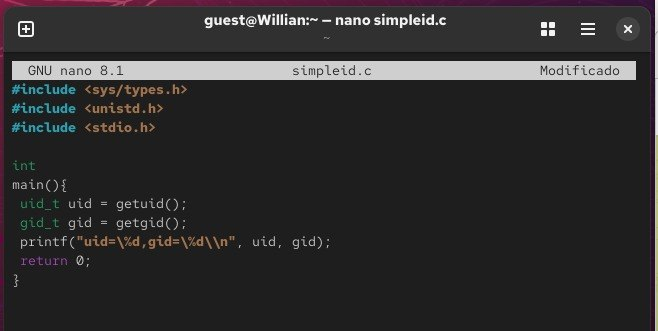 guest@Willian:~ — nano simpleid.c
~
GNU nano 8.1 simpleid.c Modificado
#include <sys/types.h>
#include <unistd.h>
#include <stdio.h>
int
main(){
uid_t uid = getuid();
gid_t gid = getgid();
printf("uid=\%d,gid=\%d\\n", uid, gid);
return 0;
}